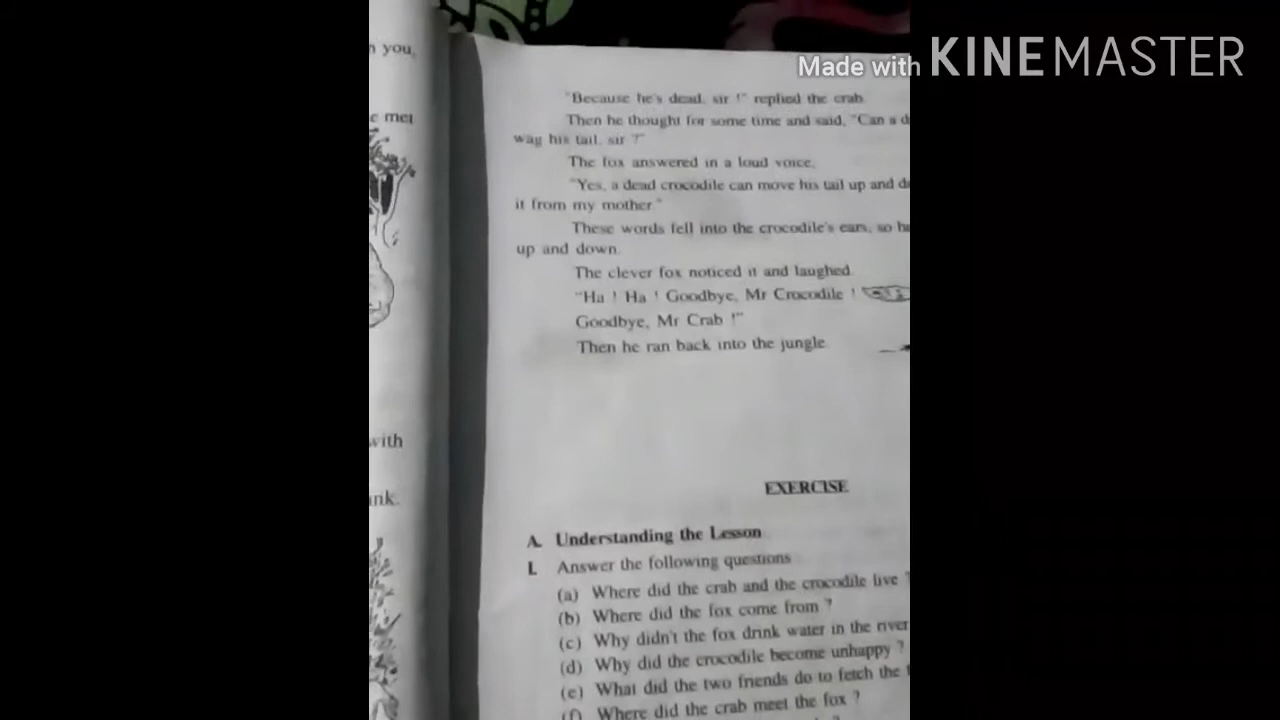 Made with KINEMASTER
you,
met
with
"Because he's dead, sir !" replied the crab.
Then he thought for some time and said, "Can a
wag his tail, sir ?"
The fox answered in a loud voice,
"Yes, a dead crocodile can move his tail up and
it from my mother."
These words fell into the crocodile's ears, so
up and down.
The clever fox noticed it and laughed.
"Ha ! Ha ! Goodbye, Mr Crocodile !
Goodbye, Mr Crab !"
Then he ran back into the jungle.
EXERCISE
A. Understanding the Lesson
I. Answer the following questions
(a) Where did the crab and the crocodile live ?
(b) Where did the fox come from ?
(c) Why didn't the fox drink water in the river
(d) Why did the crocodile become unhappy ?
(e) What did the two friends do to fetch the
(f) Where did the crab meet the fox ?